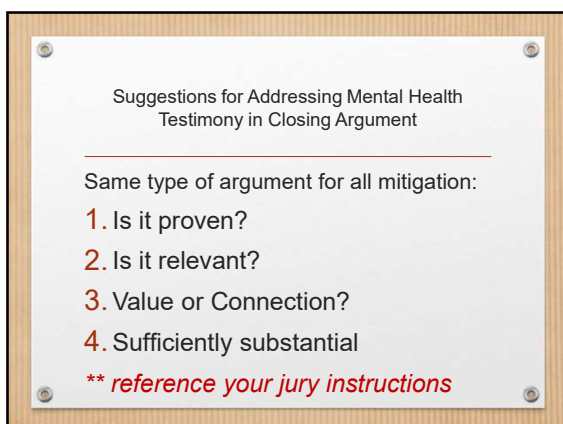 Suggestions for Addressing Mental Health
Testimony in Closing Argument
Same type of argument for all mitigation:
1. Is it proven?
2. Is it relevant?
3. Value or Connection?
4. Sufficiently substantial
** reference your jury instructions